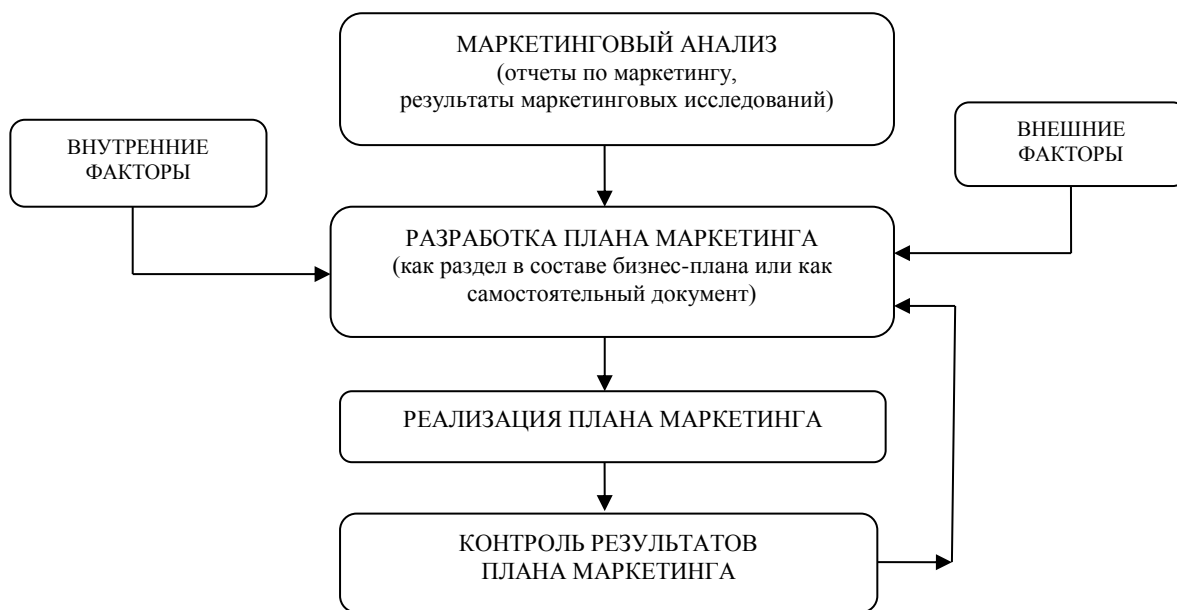 МАРКЕТИНГОВЫЙ АНАЛИЗ
(отчеты по маркетингу,
результаты маркетинговых исследований)
ВНУТРЕННИЕ
ФАКТОРЫ
ВНЕШНИЕ
ФАКТОРЫ
РАЗРАБОТКА ПЛАНА МАРКЕТИНГА
(как раздел в составе бизнес-плана или как
самостоятельный документ)
РЕАЛИЗАЦИЯ ПЛАНА МАРКЕТИНГА
КОНТРОЛЬ РЕЗУЛЬТАТОВ
ПЛАНА МАРКЕТИНГА